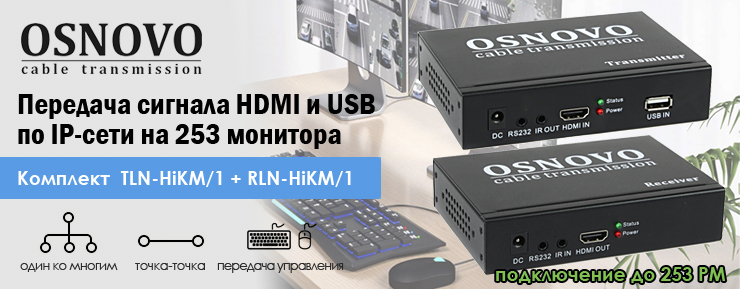 OSNOVO
cable transmission
Передача сигнала HDMI и USB
по IP-сети на 253 монитора
Комплект TLN-HiKM/1 + RLN-HiKM/1
один ко многим
точка-точка
передача управления
OSNOVO
cable transmission
Transmitter
Status
Power
DC RS232 IR OUT HDMI IN
USB IN
OSNOVO
cable transmission
Receiver
Status
Power
DC RS232 IR IN HDMI OUT
подключение до 253 РМ